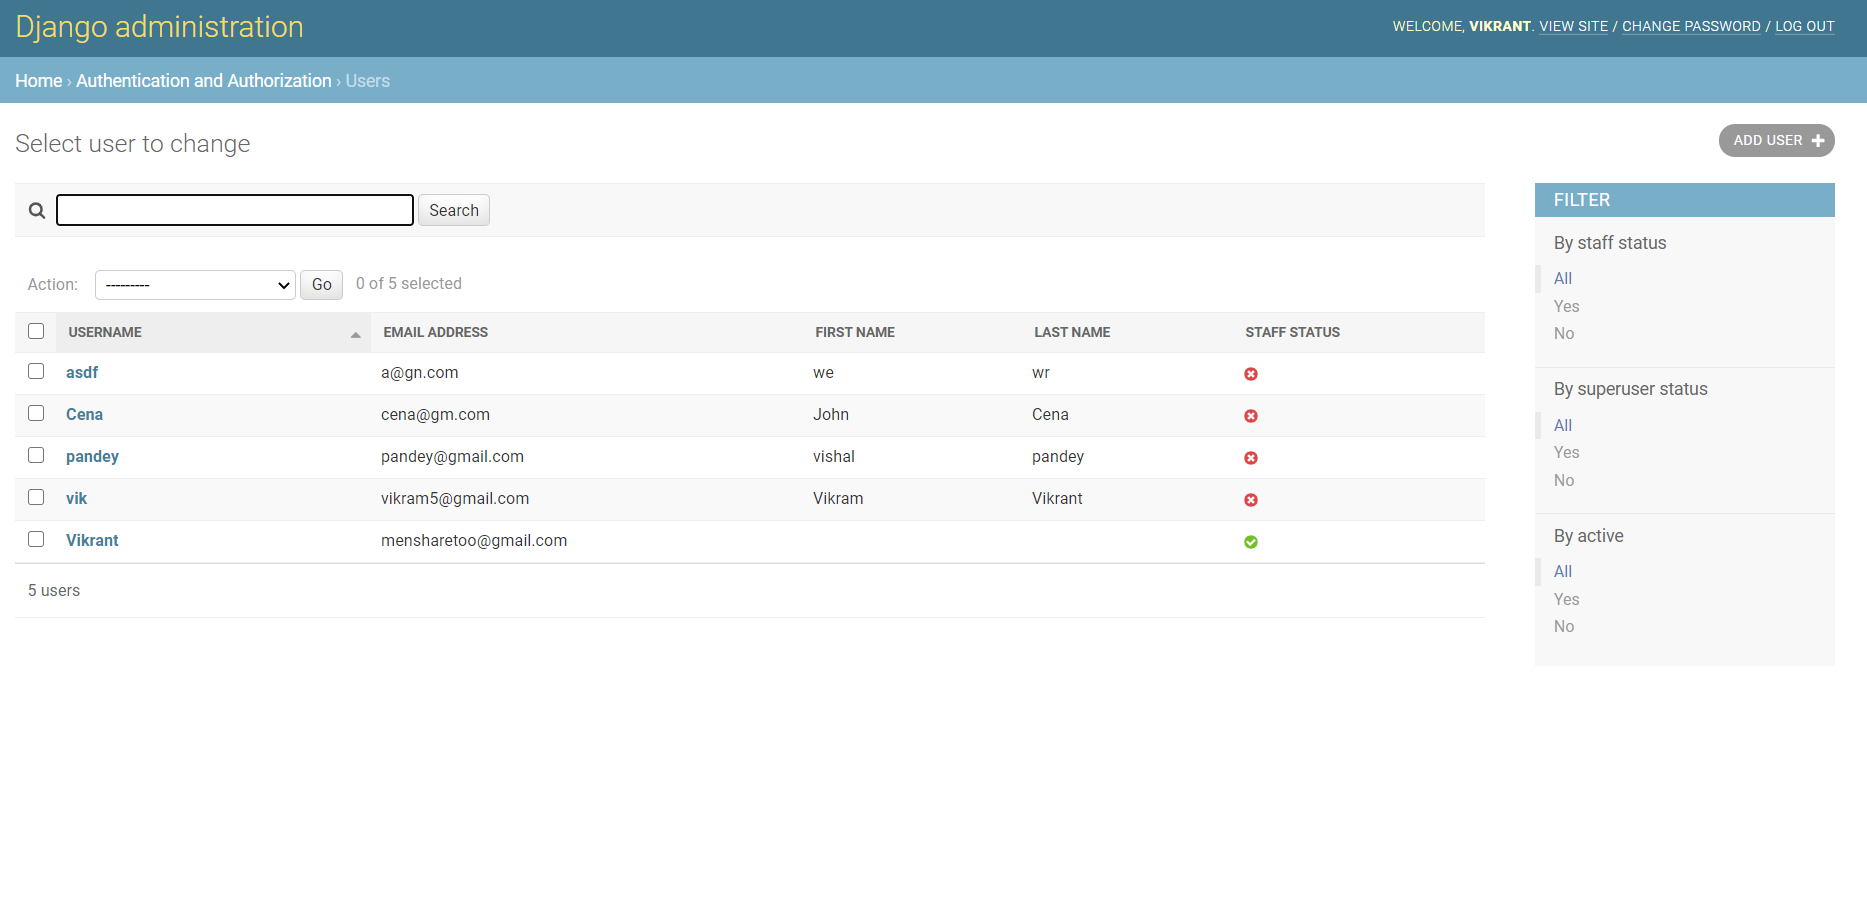 Django administration
WELCOME, VIKRANT. VIEW SITE / CHANGE PASSWORD / LOG OUT
Home › Authentication and Authorization › Users
Select user to change
ADD USER
Search
FILTER
By staff status
All
Yes
No
By superuser status
All
Yes
No
By active
All
Yes
No
Action: --------- Go 0 of 5 selected
USERNAME EMAIL ADDRESS FIRST NAME LAST NAME STAFF STATUS
asdf a@gn.com we wr
Cena cena@gm.com John Cena
pandey pandey@gmail.com vishal pandey
vik vikram5@gmail.com Vikram Vikrant
Vikrant mensharetoo@gmail.com
5 users